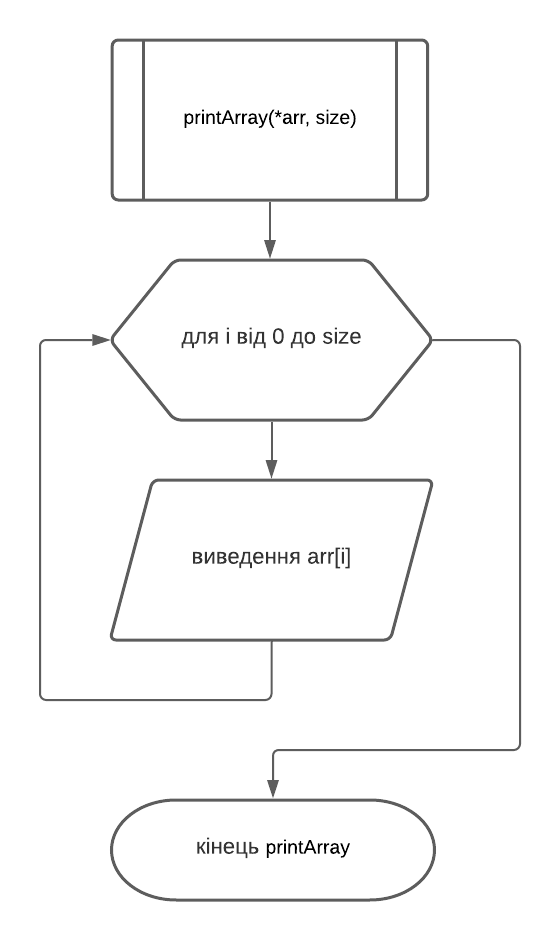 printArray(*arr, size)
для i від 0 до size
виведення arr[i]
кінець printArray